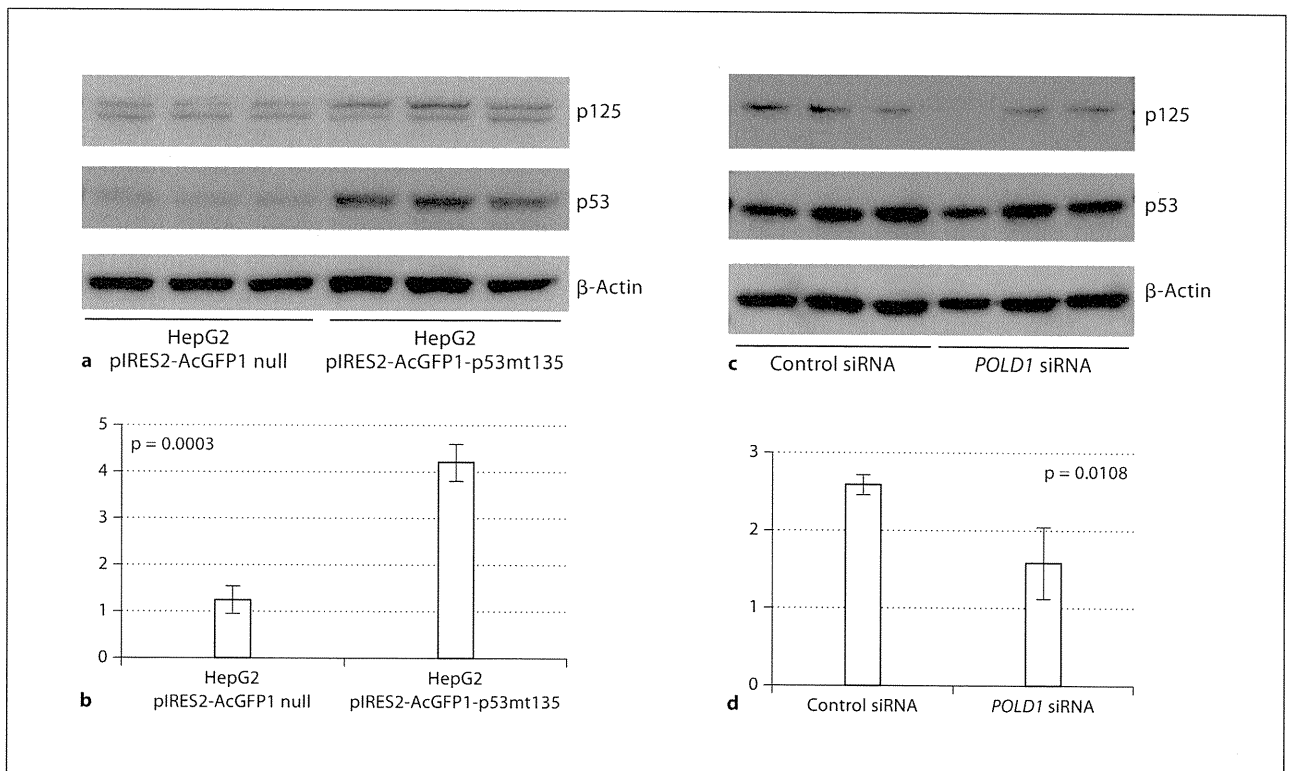 p125
p53
β-Actin
HepG2
pIRES2-AcGFP1 null
HepG2
pIRES2-AcGFP1-p53mt135
a
p125
p53
β-Actin
Control siRNA
POLD1 siRNA
c
5
4
3
2
1
0
p = 0.0003
HepG2
pIRES2-AcGFP1 null
HepG2
pIRES2-AcGFP1-p53mt135
b
3
2
1
0
p = 0.0108
Control siRNA
POLD1 siRNA
d